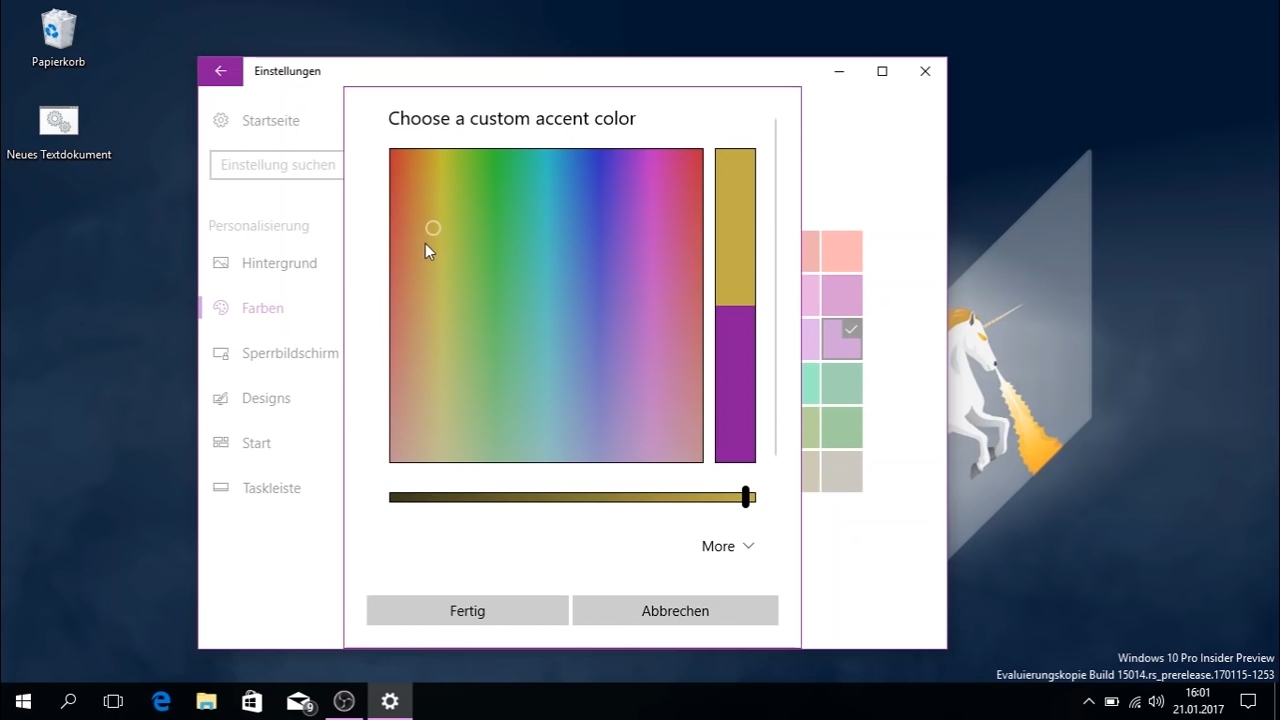 Papierkorb
Neues Textdokument
Einstellungen
Startseite
Einstellung suchen
Personalisierung
Hintergrund
Farben
Sperrbildschirm
Designs
Start
Taskleiste
Choose a custom accent color
More
Fertig
Abbrechen
Windows 10 Pro Insider Preview
Evaluierungskopie Build 15014.rs_prerelease.170115-1253
9
16:01
21.01.2017